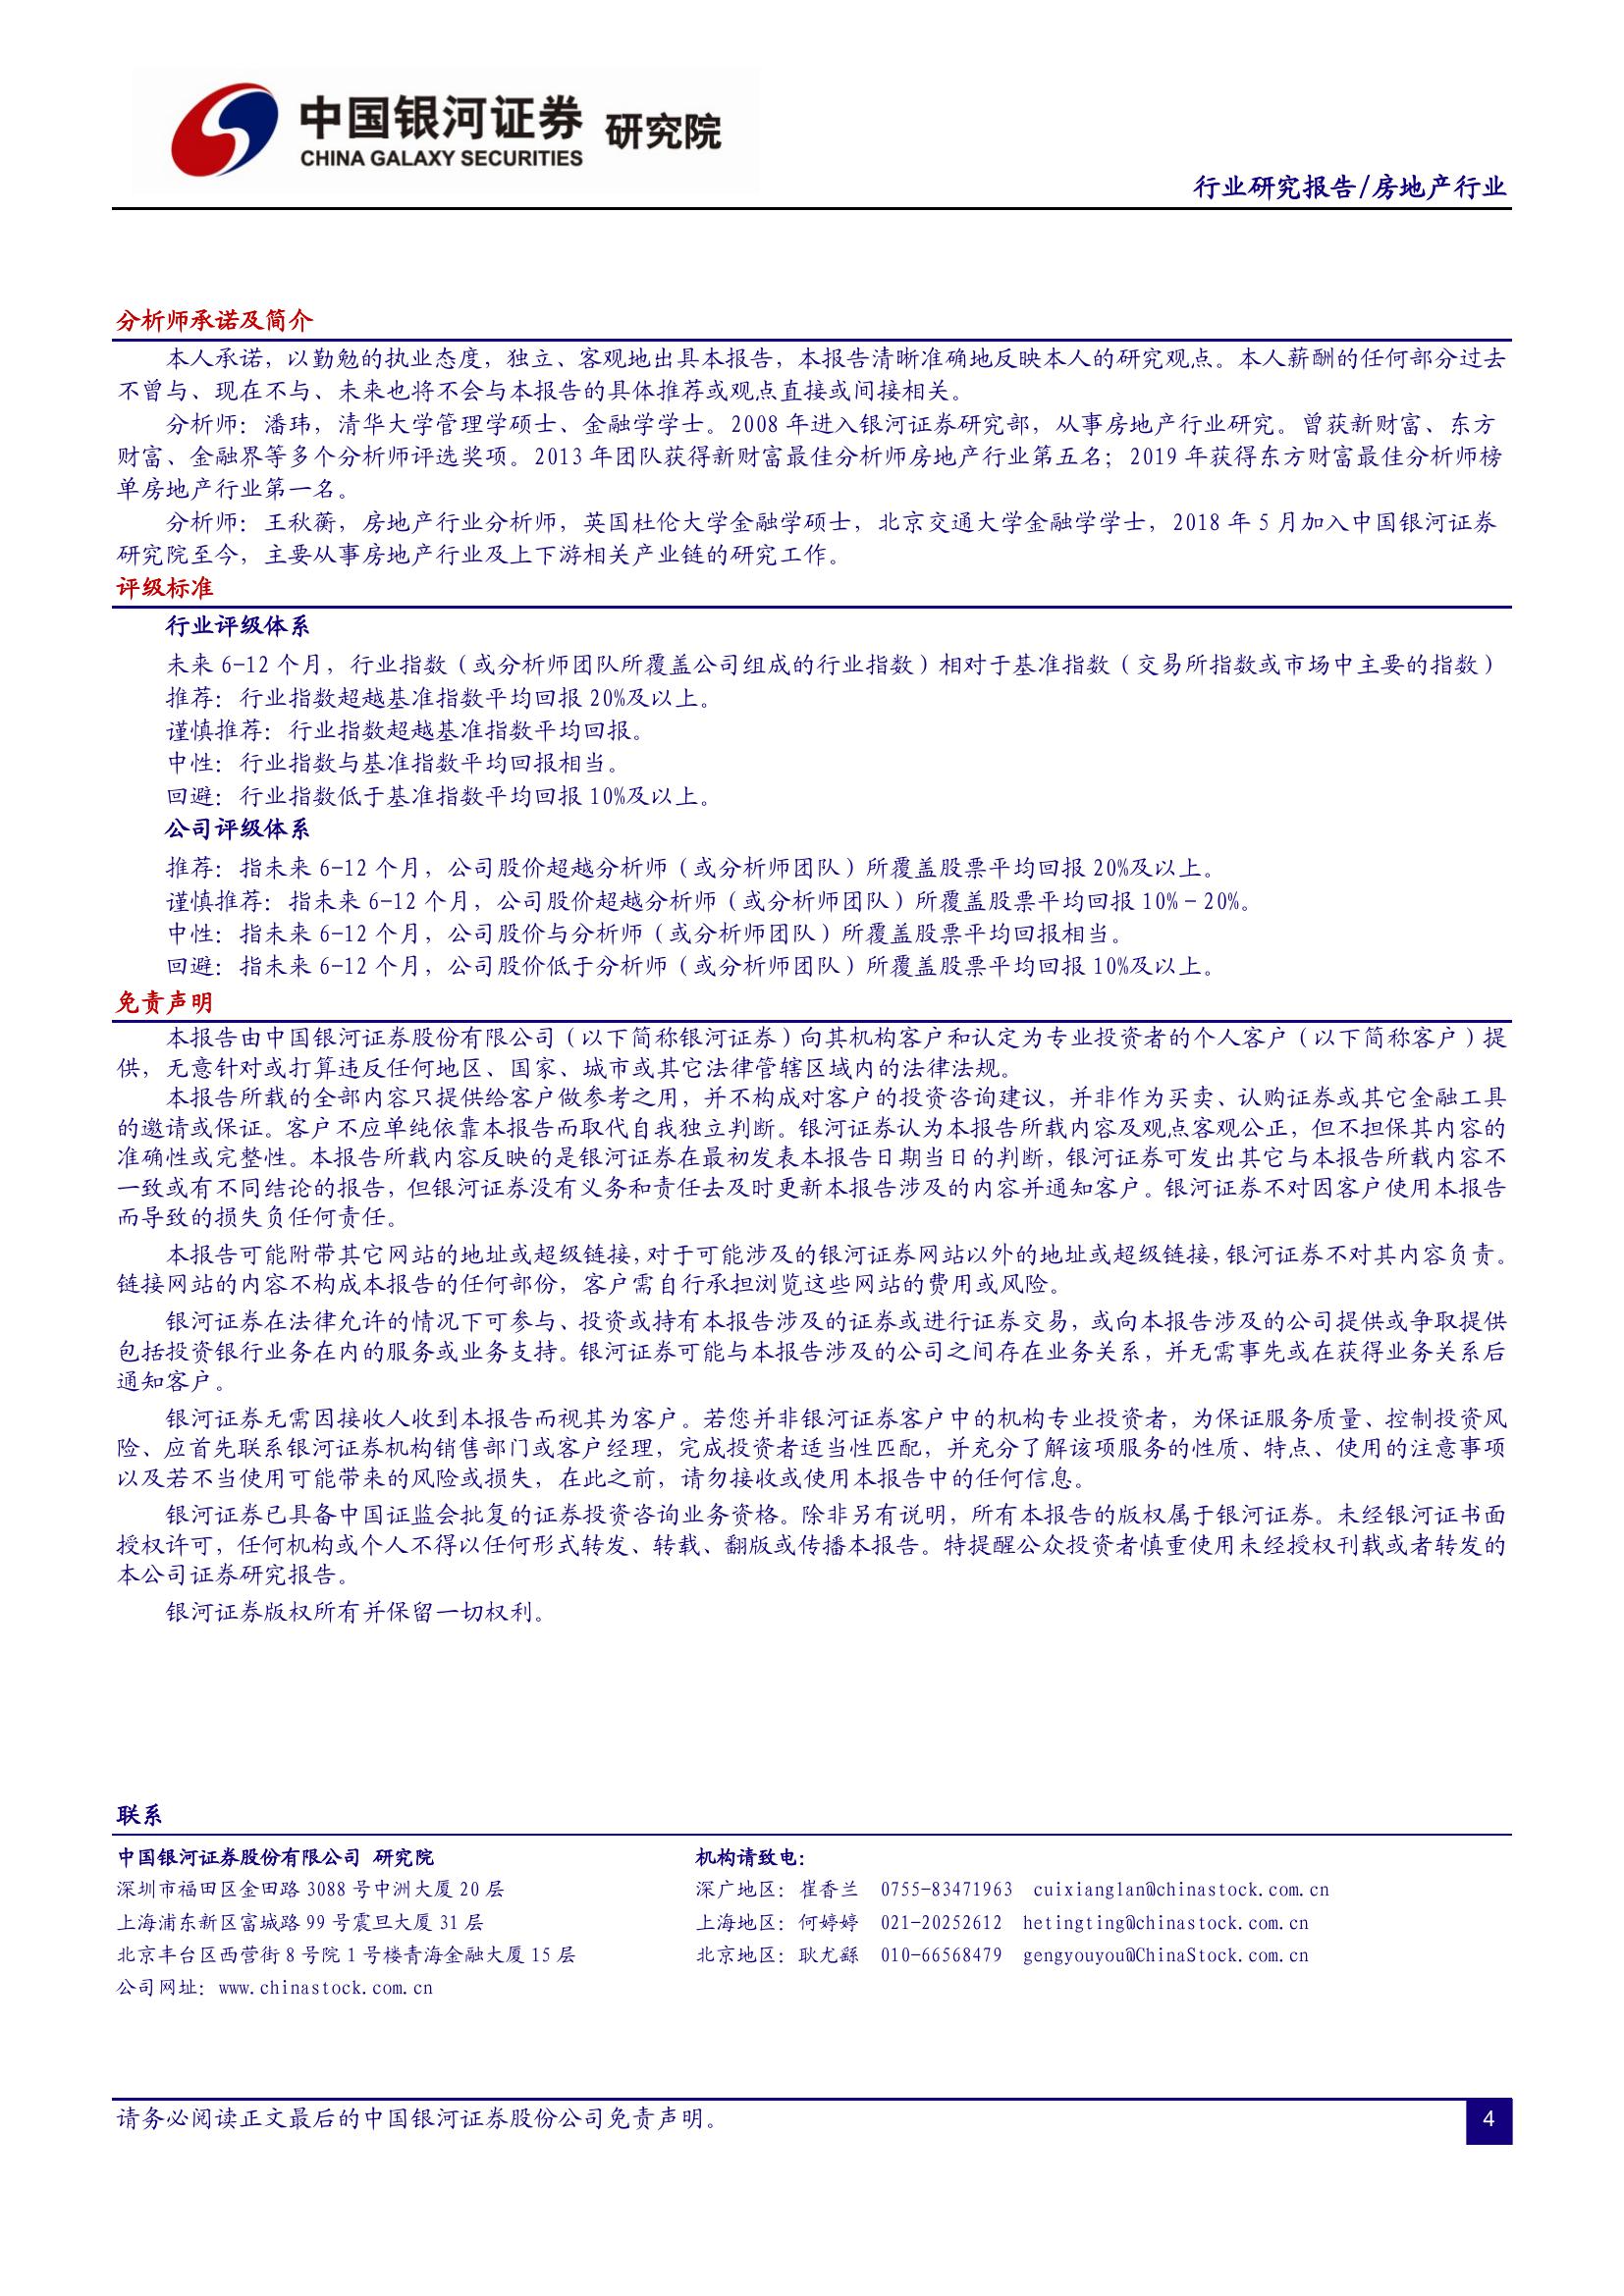 中国银河证券 研究院
CHINA GALAXY SECURITIES
行业研究报告/房地产行业
分析师承诺及简介
本人承诺，以勤勉的执业态度，独立、客观地出具本报告，本报告清晰准确地反映本人的研究观点。本人薪酬的任何部分过去
不曾与、现在不与、未来也将不会与本报告的具体推荐或观点直接或间接相关。
分析师：潘玮，清华大学管理学硕士、金融学学士。2008 年进入银河证券研究部，从事房地产行业研究。曾获新财富、东方
财富、金融界等多个分析师评选奖项。2013 年团队获得新财富最佳分析师房地产行业第五名；2019 年获得东方财富最佳分析师榜
单房地产行业第一名。
分析师：王秋蘅，房地产行业分析师，英国杜伦大学金融学硕士，北京交通大学金融学学士，2018 年 5 月加入中国银河证券
研究院至今，主要从事房地产行业及上下游相关产业链的研究工作。
评级标准
行业评级体系
未来 6-12 个月，行业指数（或分析师团队所覆盖公司组成的行业指数）相对于基准指数（交易所指数或市场中主要的指数）
推荐：行业指数超越基准指数平均回报 20%及以上。
谨慎推荐：行业指数超越基准指数平均回报。
中性：行业指数与基准指数平均回报相当。
回避：行业指数低于基准指数平均回报 10%及以上。
公司评级体系
推荐：指未来 6-12 个月，公司股价超越分析师（或分析师团队）所覆盖股票平均回报 20%及以上。
谨慎推荐：指未来 6-12 个月，公司股价超越分析师（或分析师团队）所覆盖股票平均回报 10%-20%。
中性：指未来 6-12 个月，公司股价与分析师（或分析师团队）所覆盖股票平均回报相当。
回避：指未来 6-12 个月，公司股价低于分析师（或分析师团队）所覆盖股票平均回报 10%及以上。
免责声明
本报告由中国银河证券股份有限公司（以下简称银河证券）向其机构客户和认定为专业投资者的个人客户（以下简称客户）提
供，无意针对或打算违反任何地区、国家、城市或其它法律管辖区域内的法律法规。
本报告所载的全部内容只提供给客户做参考之用，并不构成对客户的投资咨询建议，并非作为买卖、认购证券或其它金融工具
的邀请或保证。客户不应单纯依靠本报告而取代自我独立判断。银河证券认为本报告所载内容及观点客观公正，但不担保其内容的
准确性或完整性。本报告所载内容反映的是银河证券在最初发表本报告日期当日的判断，银河证券可发出其它与本报告所载内容不
一致或有不同结论的报告，但银河证券没有义务和责任去及时更新本报告涉及的内容并通知客户。银河证券不对因客户使用本报告
而导致的损失负任何责任。
本报告可能附带其它网站的地址或超级链接，对于可能涉及的银河证券网站以外的地址或超级链接，银河证券不对其内容负责。
链接网站的内容不构成本报告的任何部份，客户需自行承担浏览这些网站的费用或风险。
银河证券在法律允许的情况下可参与、投资或持有本报告涉及的证券或进行证券交易，或向本报告涉及的公司提供或争取提供
包括投资银行业务在内的服务或业务支持。银河证券可能与本报告涉及的公司之间存在业务关系，并无需事先或在获得业务关系后
通知客户。
银河证券无需因接收人收到本报告而视其为客户。若您并非银河证券客户中的机构专业投资者，为保证服务质量、控制投资风
险、应首先联系银河证券机构销售部门或客户经理，完成投资者适当性匹配，并充分了解该项服务的性质、特点、使用的注意事项
以及若不当使用可能带来的风险或损失，在此之前，请勿接收或使用本报告中的任何信息。
银河证券已具备中国证监会批复的证券投资咨询业务资格。除非另有说明，所有本报告的版权属于银河证券。未经银河证书面
授权许可，任何机构或个人不得以任何形式转发、转载、翻版或传播本报告。特提醒公众投资者慎重使用未经授权刊载或者转发的
本公司证券研究报告。
银河证券版权所有并保留一切权利。
联系
中国银河证券股份有限公司 研究院 机构请致电：
深圳市福田区金田路 3088 号中洲大厦 20 层 深广地区：崔香兰 0755-83471963 cuixianglan@chinastock.com.cn
上海浦东新区富城路 99 号震旦大厦 31 层 上海地区：何婷婷 021-20252612 hetingting@chinastock.com.cn
北京丰台区西营街 8 号院 1 号楼青海金融大厦 15 层 北京地区：耿尤繇 010-66568479 gengyouyou@ChinaStock.com.cn
公司网址：www.chinastock.com.cn
请务必阅读正文最后的中国银河证券股份公司免责声明。 4